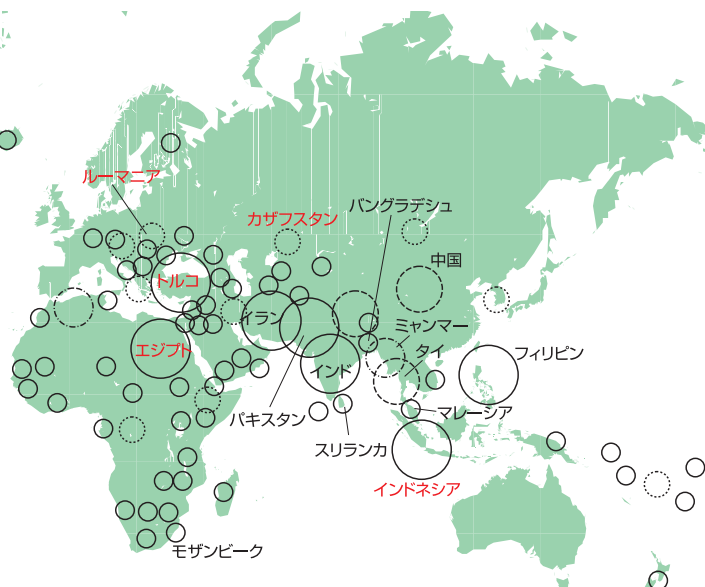 ルーマニア
バングラデシュ
カザフスタン
中国
トルコ
イラン
ミャンマー
エジプト
タイ
フィリピン
インド
パキスタン
マレーシア
スリランカ
インドネシア
モザンビーク